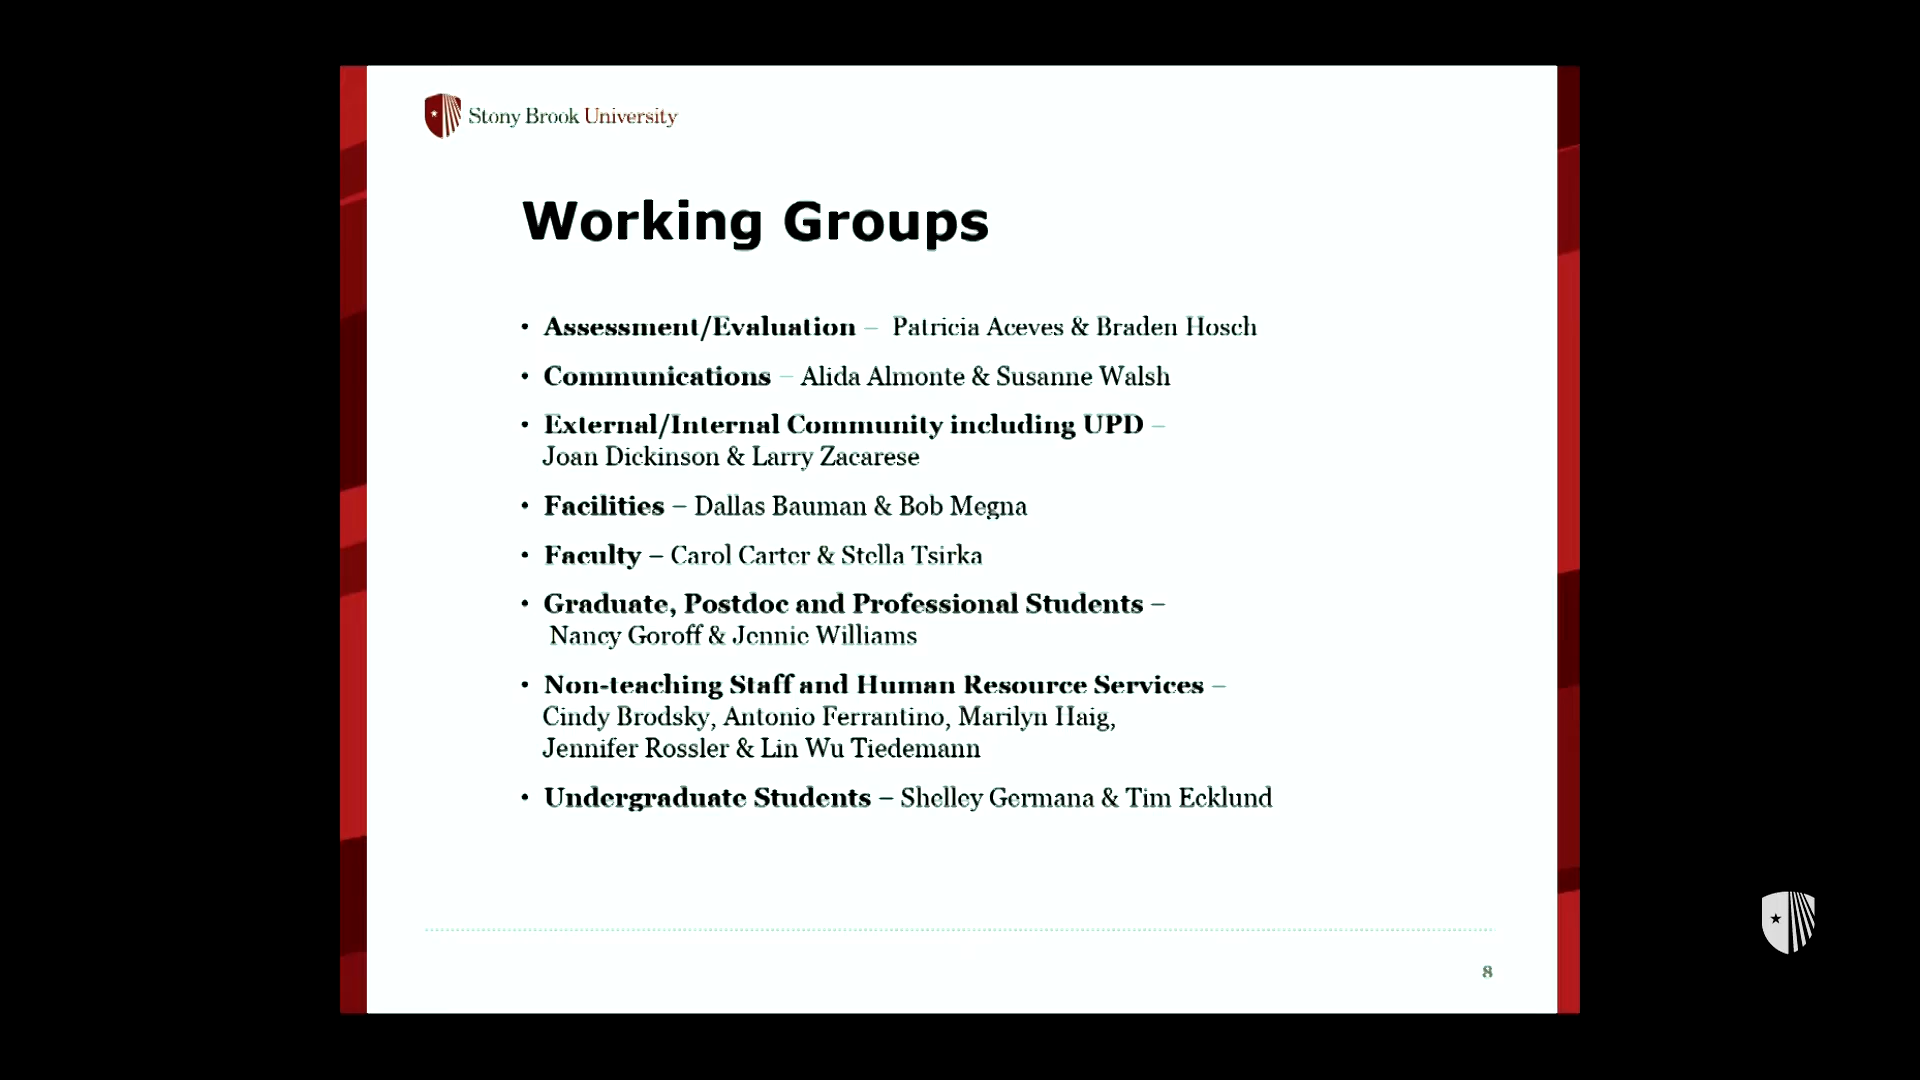 Stony Brook University
Working Groups
• Assessment/Evaluation – Patricia Aceves & Braden Hosch
• Communications – Alida Almonte & Susanne Walsh
• External/Internal Community including UPD –
Joan Dickinson & Larry Zacarese
• Facilities – Dallas Bauman & Bob Megna
• Faculty – Carol Carter & Stella Tsirka
• Graduate, Postdoc and Professional Students –
Nancy Goroff & Jennie Williams
• Non-teaching Staff and Human Resource Services –
Cindy Brodsky, Antonio Ferrantino, Marilyn Haig,
Jennifer Rossler & Lin Wu Tiedemann
• Undergraduate Students – Shelley Germana & Tim Ecklund
8